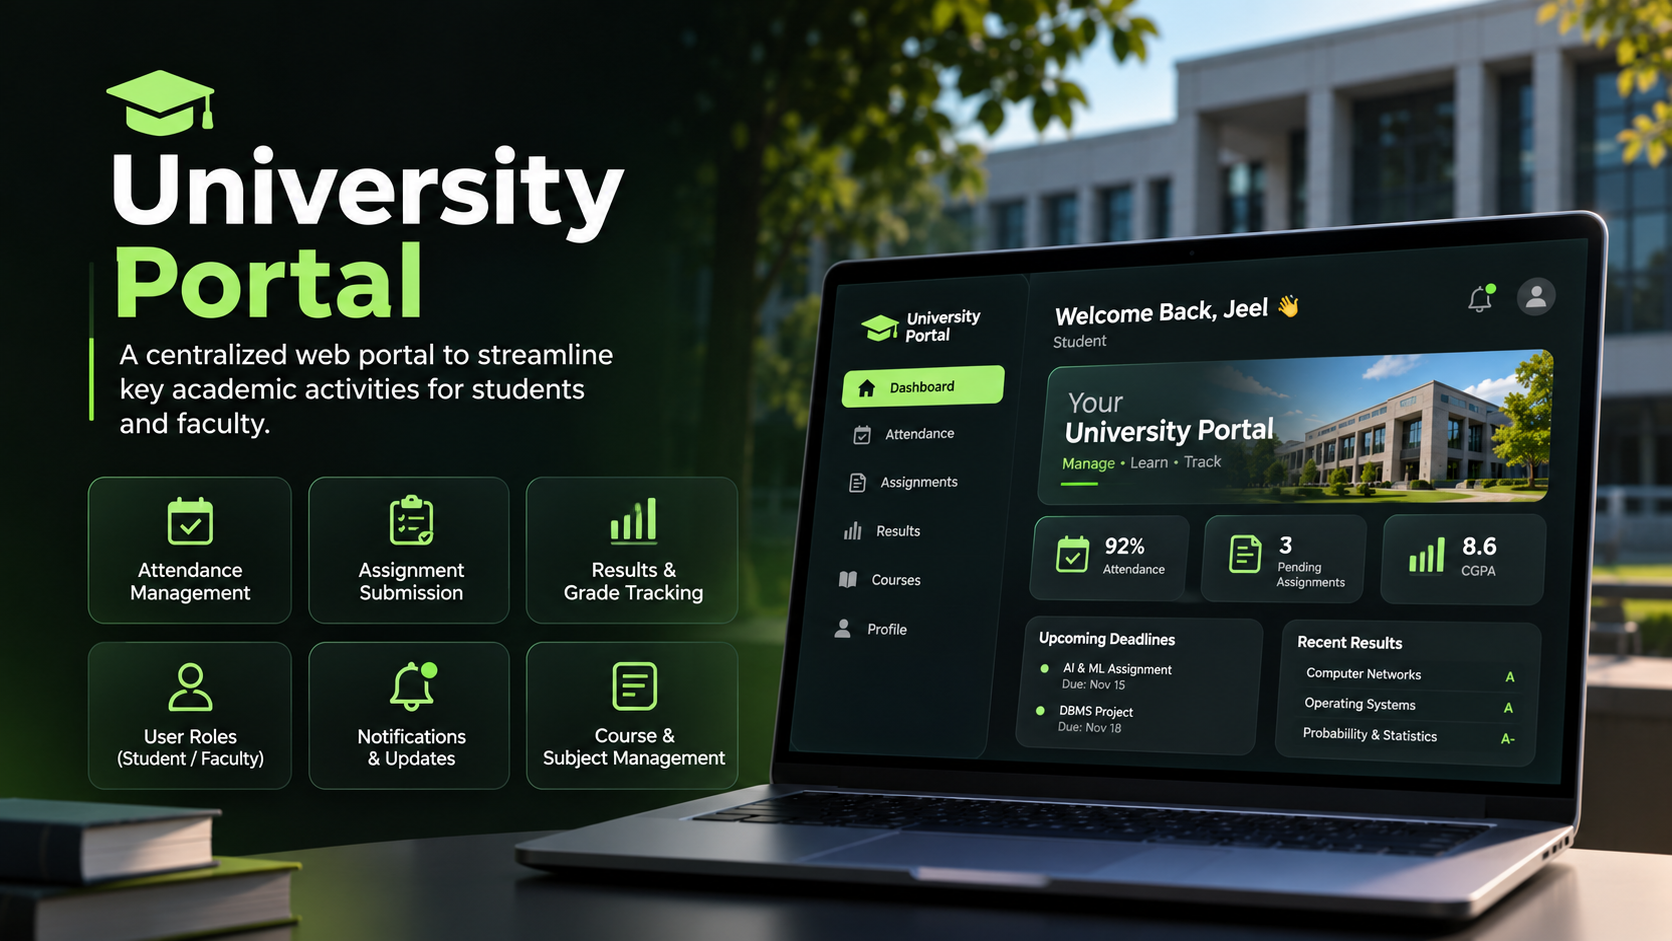 University
Portal
A centralized web portal to streamline
key academic activities for students
and faculty.
Attendance
Management
Assignment
Submission
Results &
Grade Tracking
User Roles
(Student / Faculty)
Notifications
& Updates
Course &
Subject Management
University
Portal
Dashboard
Attendance
Assignments
Results
Courses
Profile
Welcome Back, Jeel 👋
Student
Your
University Portal
Manage • Learn • Track
92%
Attendance
3
Pending
Assignments
8.6
CGPA
Upcoming Deadlines
AI & ML Assignment
Due: Nov 15
DBMS Project
Due: Nov 18
Recent Results
Computer Networks A
Operating Systems A
Probabillity & Statistics A-